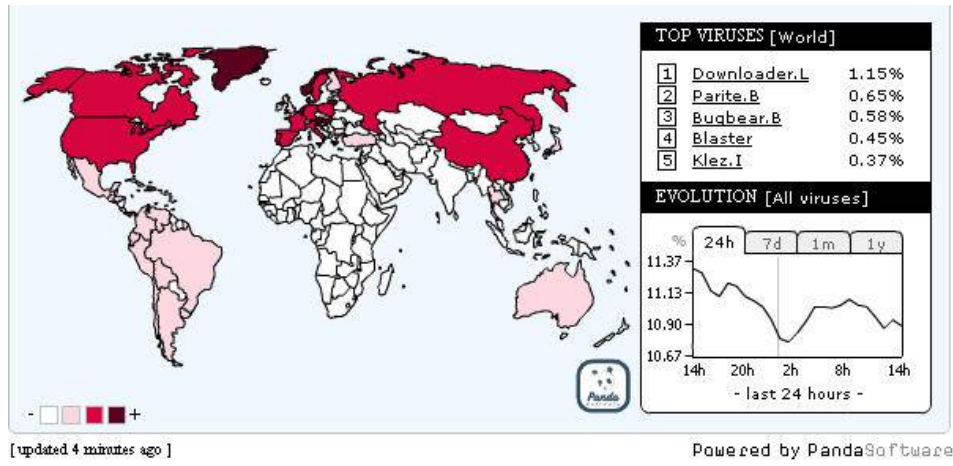 TOP VIRUSES [World]
1 Downloader.L 1.15%
2 Parite.B 0.65%
3 Bugbear.B 0.58%
4 Blaster 0.45%
5 Klez.I 0.37%
EVOLUTION [All viruses]
% 24h 7d 1m 1y
11.37
11.13
10.90
10.67
14h 20h 2h 8h 14h
- last 24 hours -
Panda
- +
[ updated 4 minutes ago ]
Powered by PandaSoftware